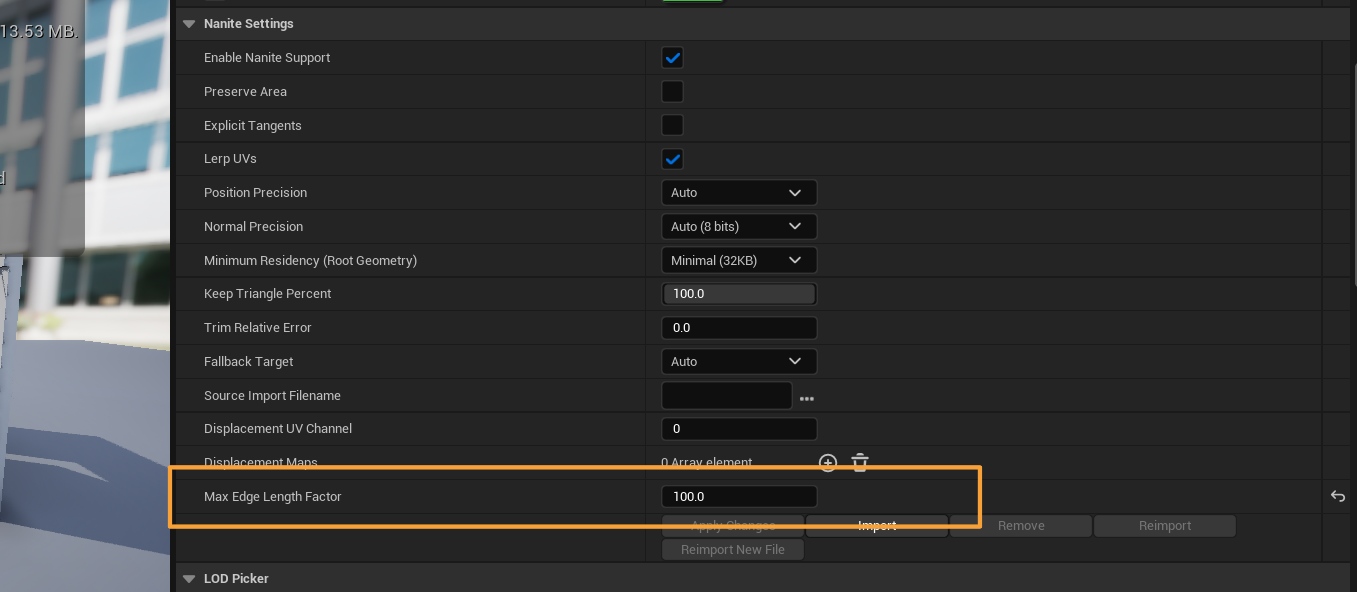 13.53 MB.
Nanite Settings
Enable Nanite Support
Preserve Area
Explicit Tangents
Lerp UVs
Position Precision Auto
Normal Precision Auto (8 bits)
Minimum Residency (Root Geometry) Minimal (32KB)
Keep Triangle Percent 100.0
Trim Relative Error 0.0
Fallback Target Auto
Source Import Filename ...
Displacement UV Channel 0
Displacement Maps 0 Array element
Max Edge Length Factor 100.0
Apply Changes Import Remove Reimport
Reimport New File
LOD Picker